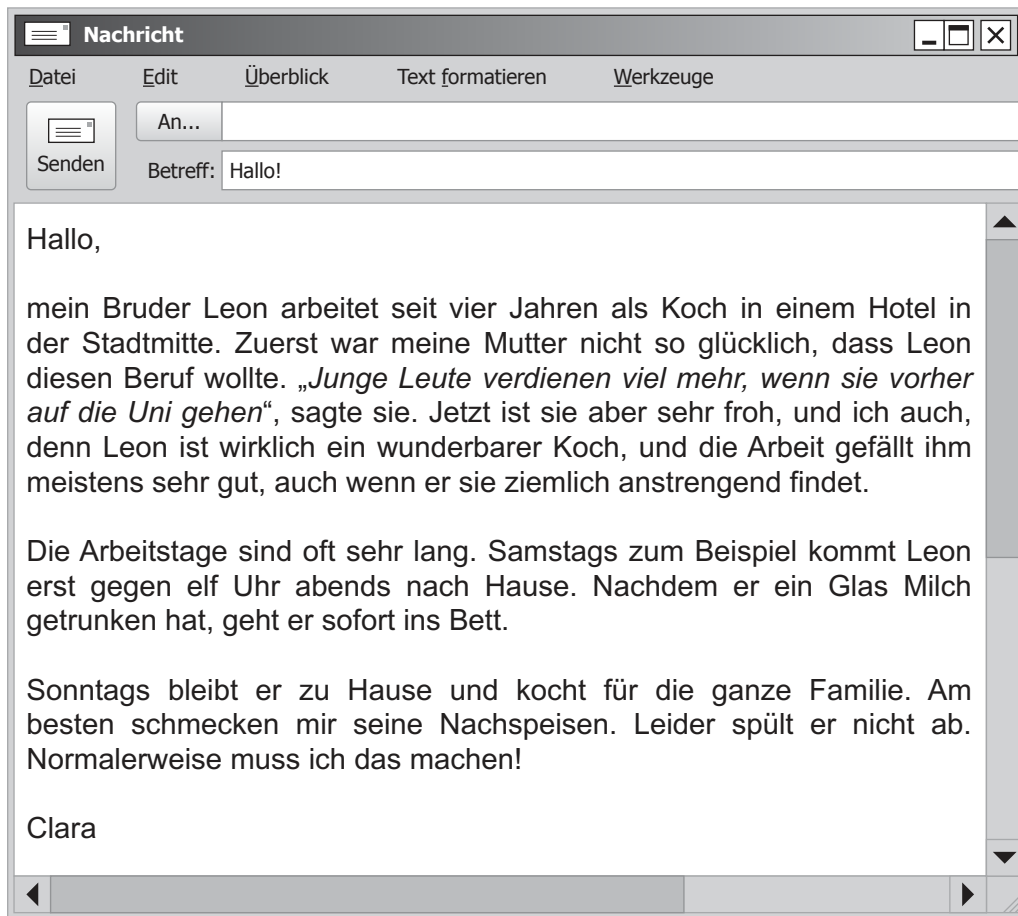 Nachricht
Datei Edit Überblick Text formatieren Werkzeuge
An...
Senden
Betreff: Hallo!
Hallo,
mein Bruder Leon arbeitet seit vier Jahren als Koch in einem Hotel in
der Stadtmitte. Zuerst war meine Mutter nicht so glücklich, dass Leon
diesen Beruf wollte. „Junge Leute verdienen viel mehr, wenn sie vorher
auf die Uni gehen“, sagte sie. Jetzt ist sie aber sehr froh, und ich auch,
denn Leon ist wirklich ein wunderbarer Koch, und die Arbeit gefällt ihm
meistens sehr gut, auch wenn er sie ziemlich anstrengend findet.
Die Arbeitstage sind oft sehr lang. Samstags zum Beispiel kommt Leon
erst gegen elf Uhr abends nach Hause. Nachdem er ein Glas Milch
getrunken hat, geht er sofort ins Bett.
Sonntags bleibt er zu Hause und kocht für die ganze Familie. Am
besten schmecken mir seine Nachspeisen. Leider spült er nicht ab.
Normalerweise muss ich das machen!
Clara